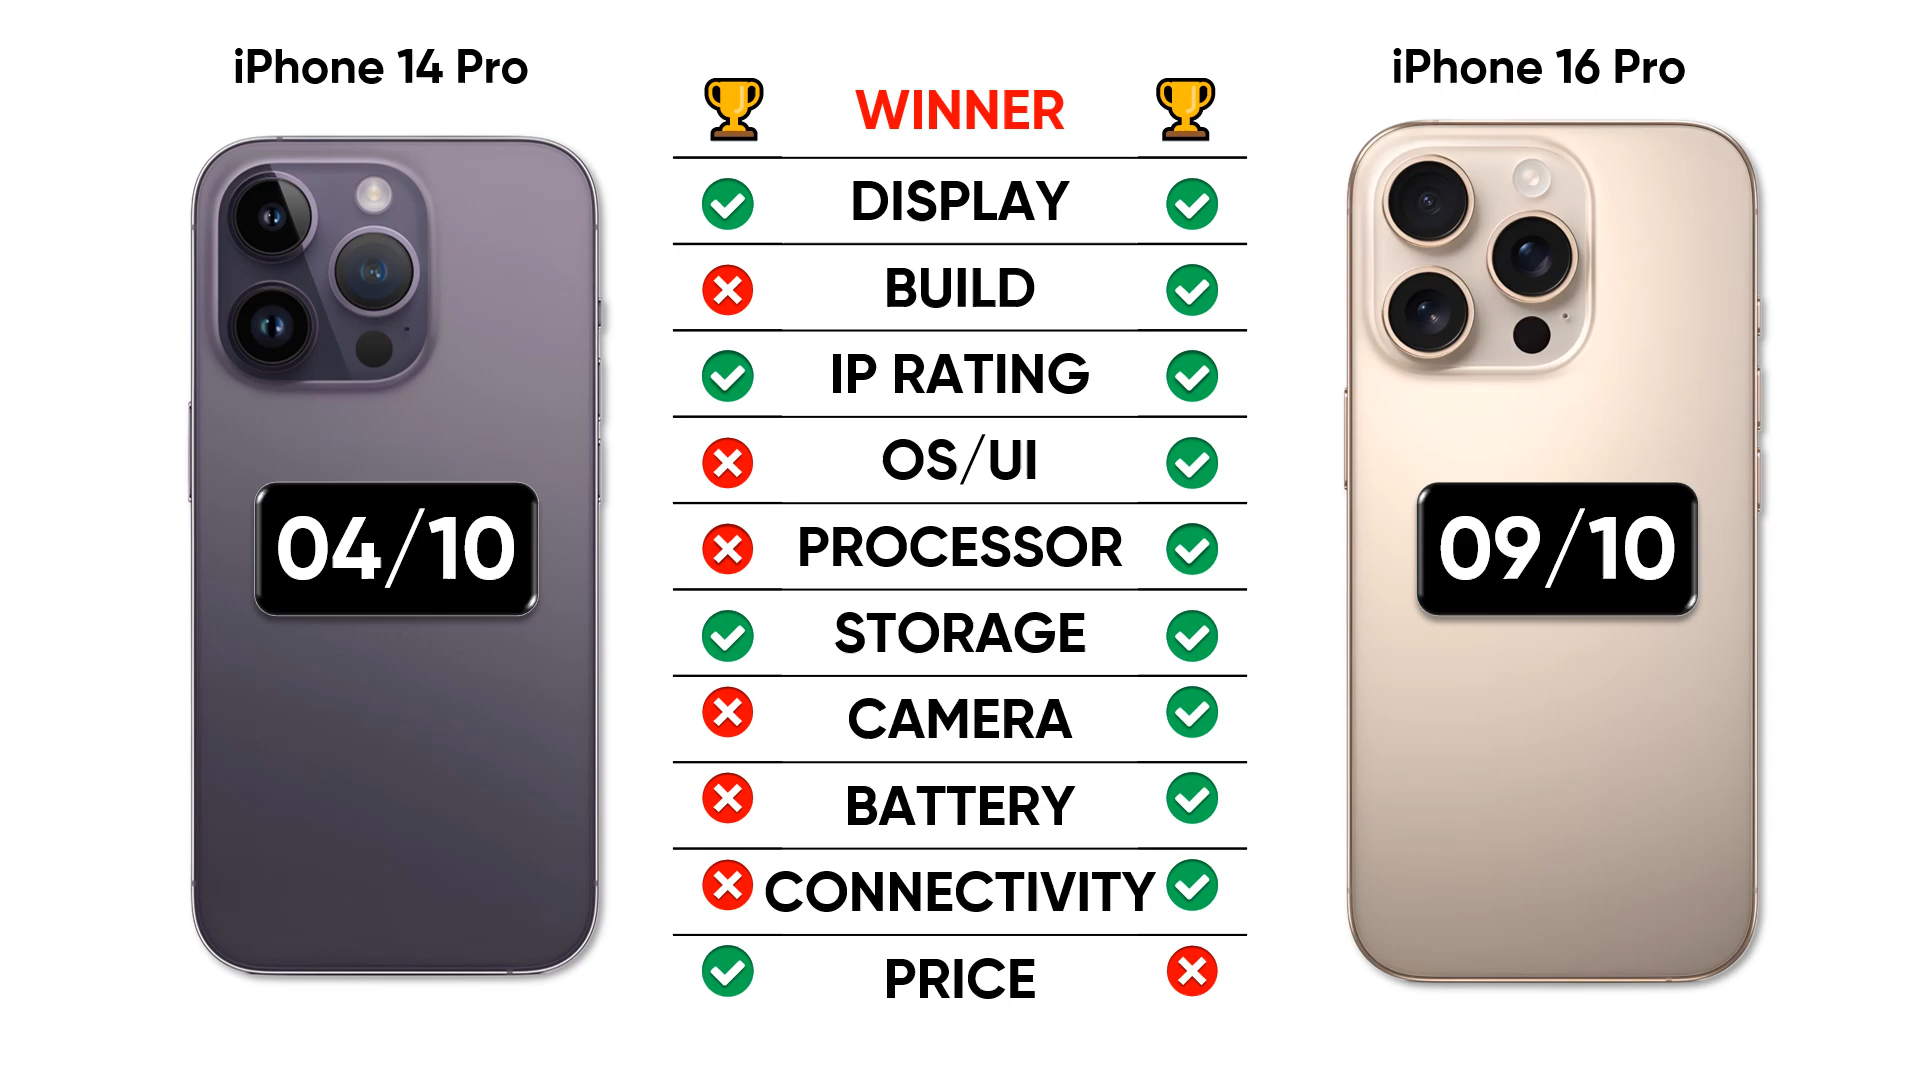 iPhone 14 Pro
iPhone 16 Pro
WINNER
DISPLAY
BUILD
IP RATING
OS/UI
PROCESSOR
STORAGE
CAMERA
BATTERY
CONNECTIVITY
PRICE
04/10
09/10